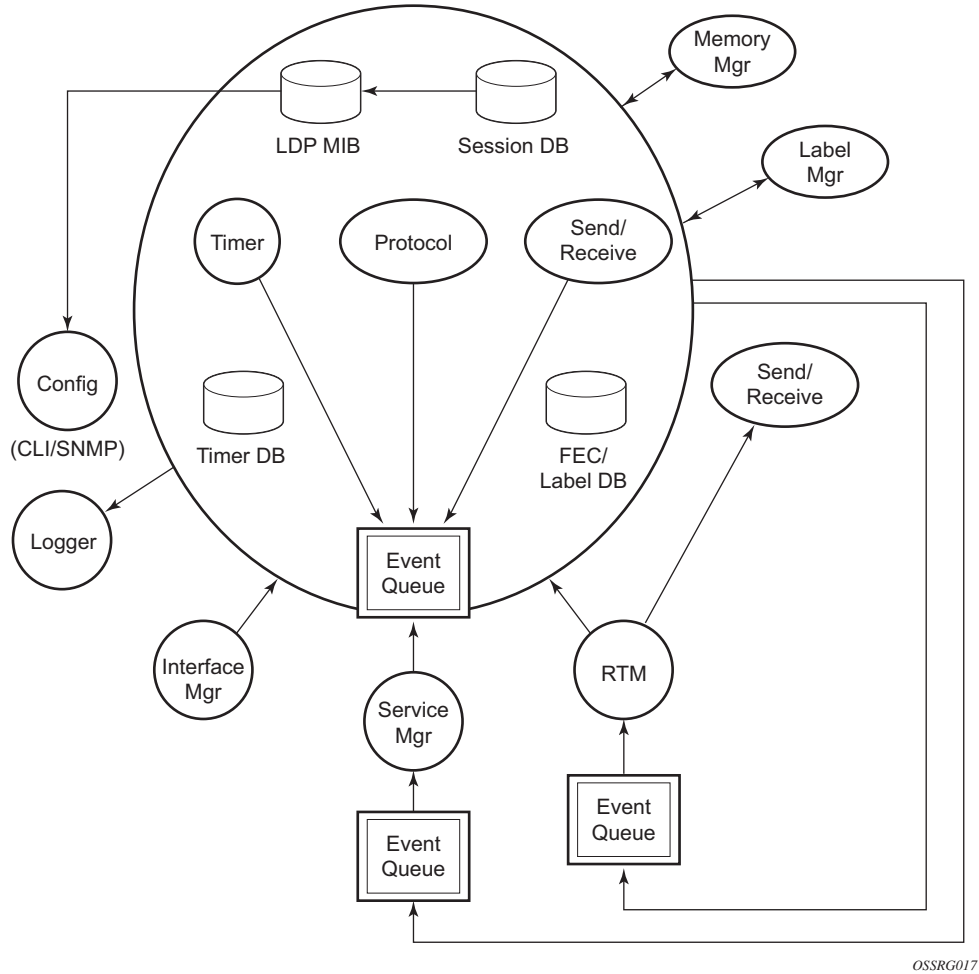 Memory
Mgr
LDP MIB
Session DB
Label
Mgr
Timer
Protocol
Send/
Receive
Config
(CLI/SNMP)
Timer DB
FEC/
Label DB
Send/
Receive
Logger
Event
Queue
Interface
Mgr
Service
Mgr
RTM
Event
Queue
Event
Queue
OSSRG017